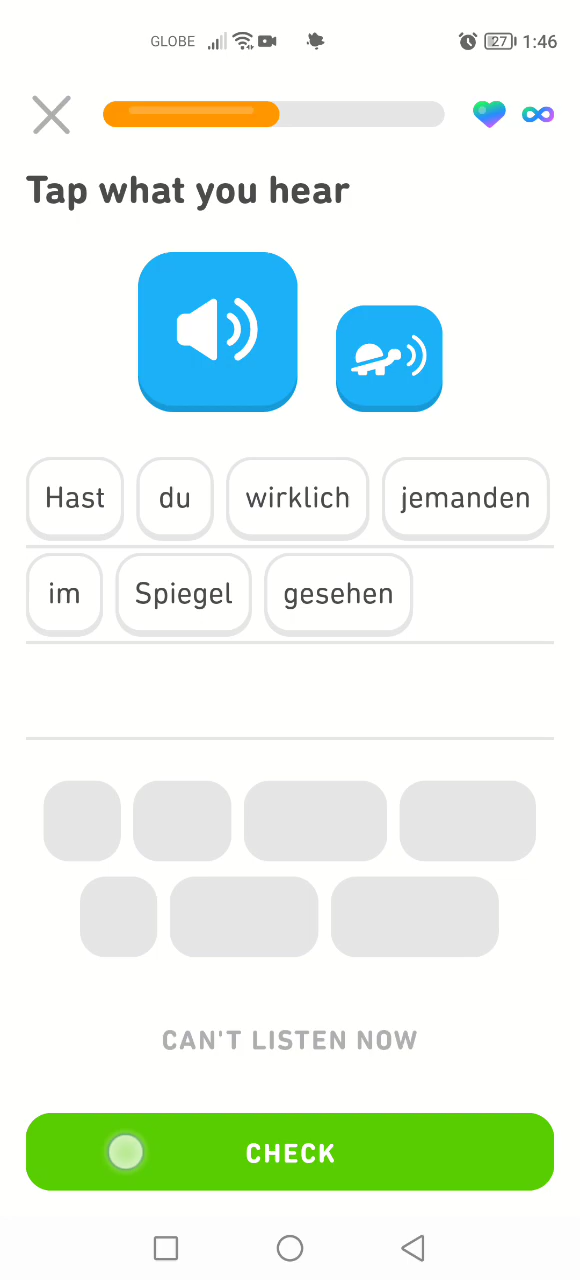 GLOBE 27 1:46
Tap what you hear
Hast du wirklich jemanden
im Spiegel gesehen
CAN'T LISTEN NOW
CHECK